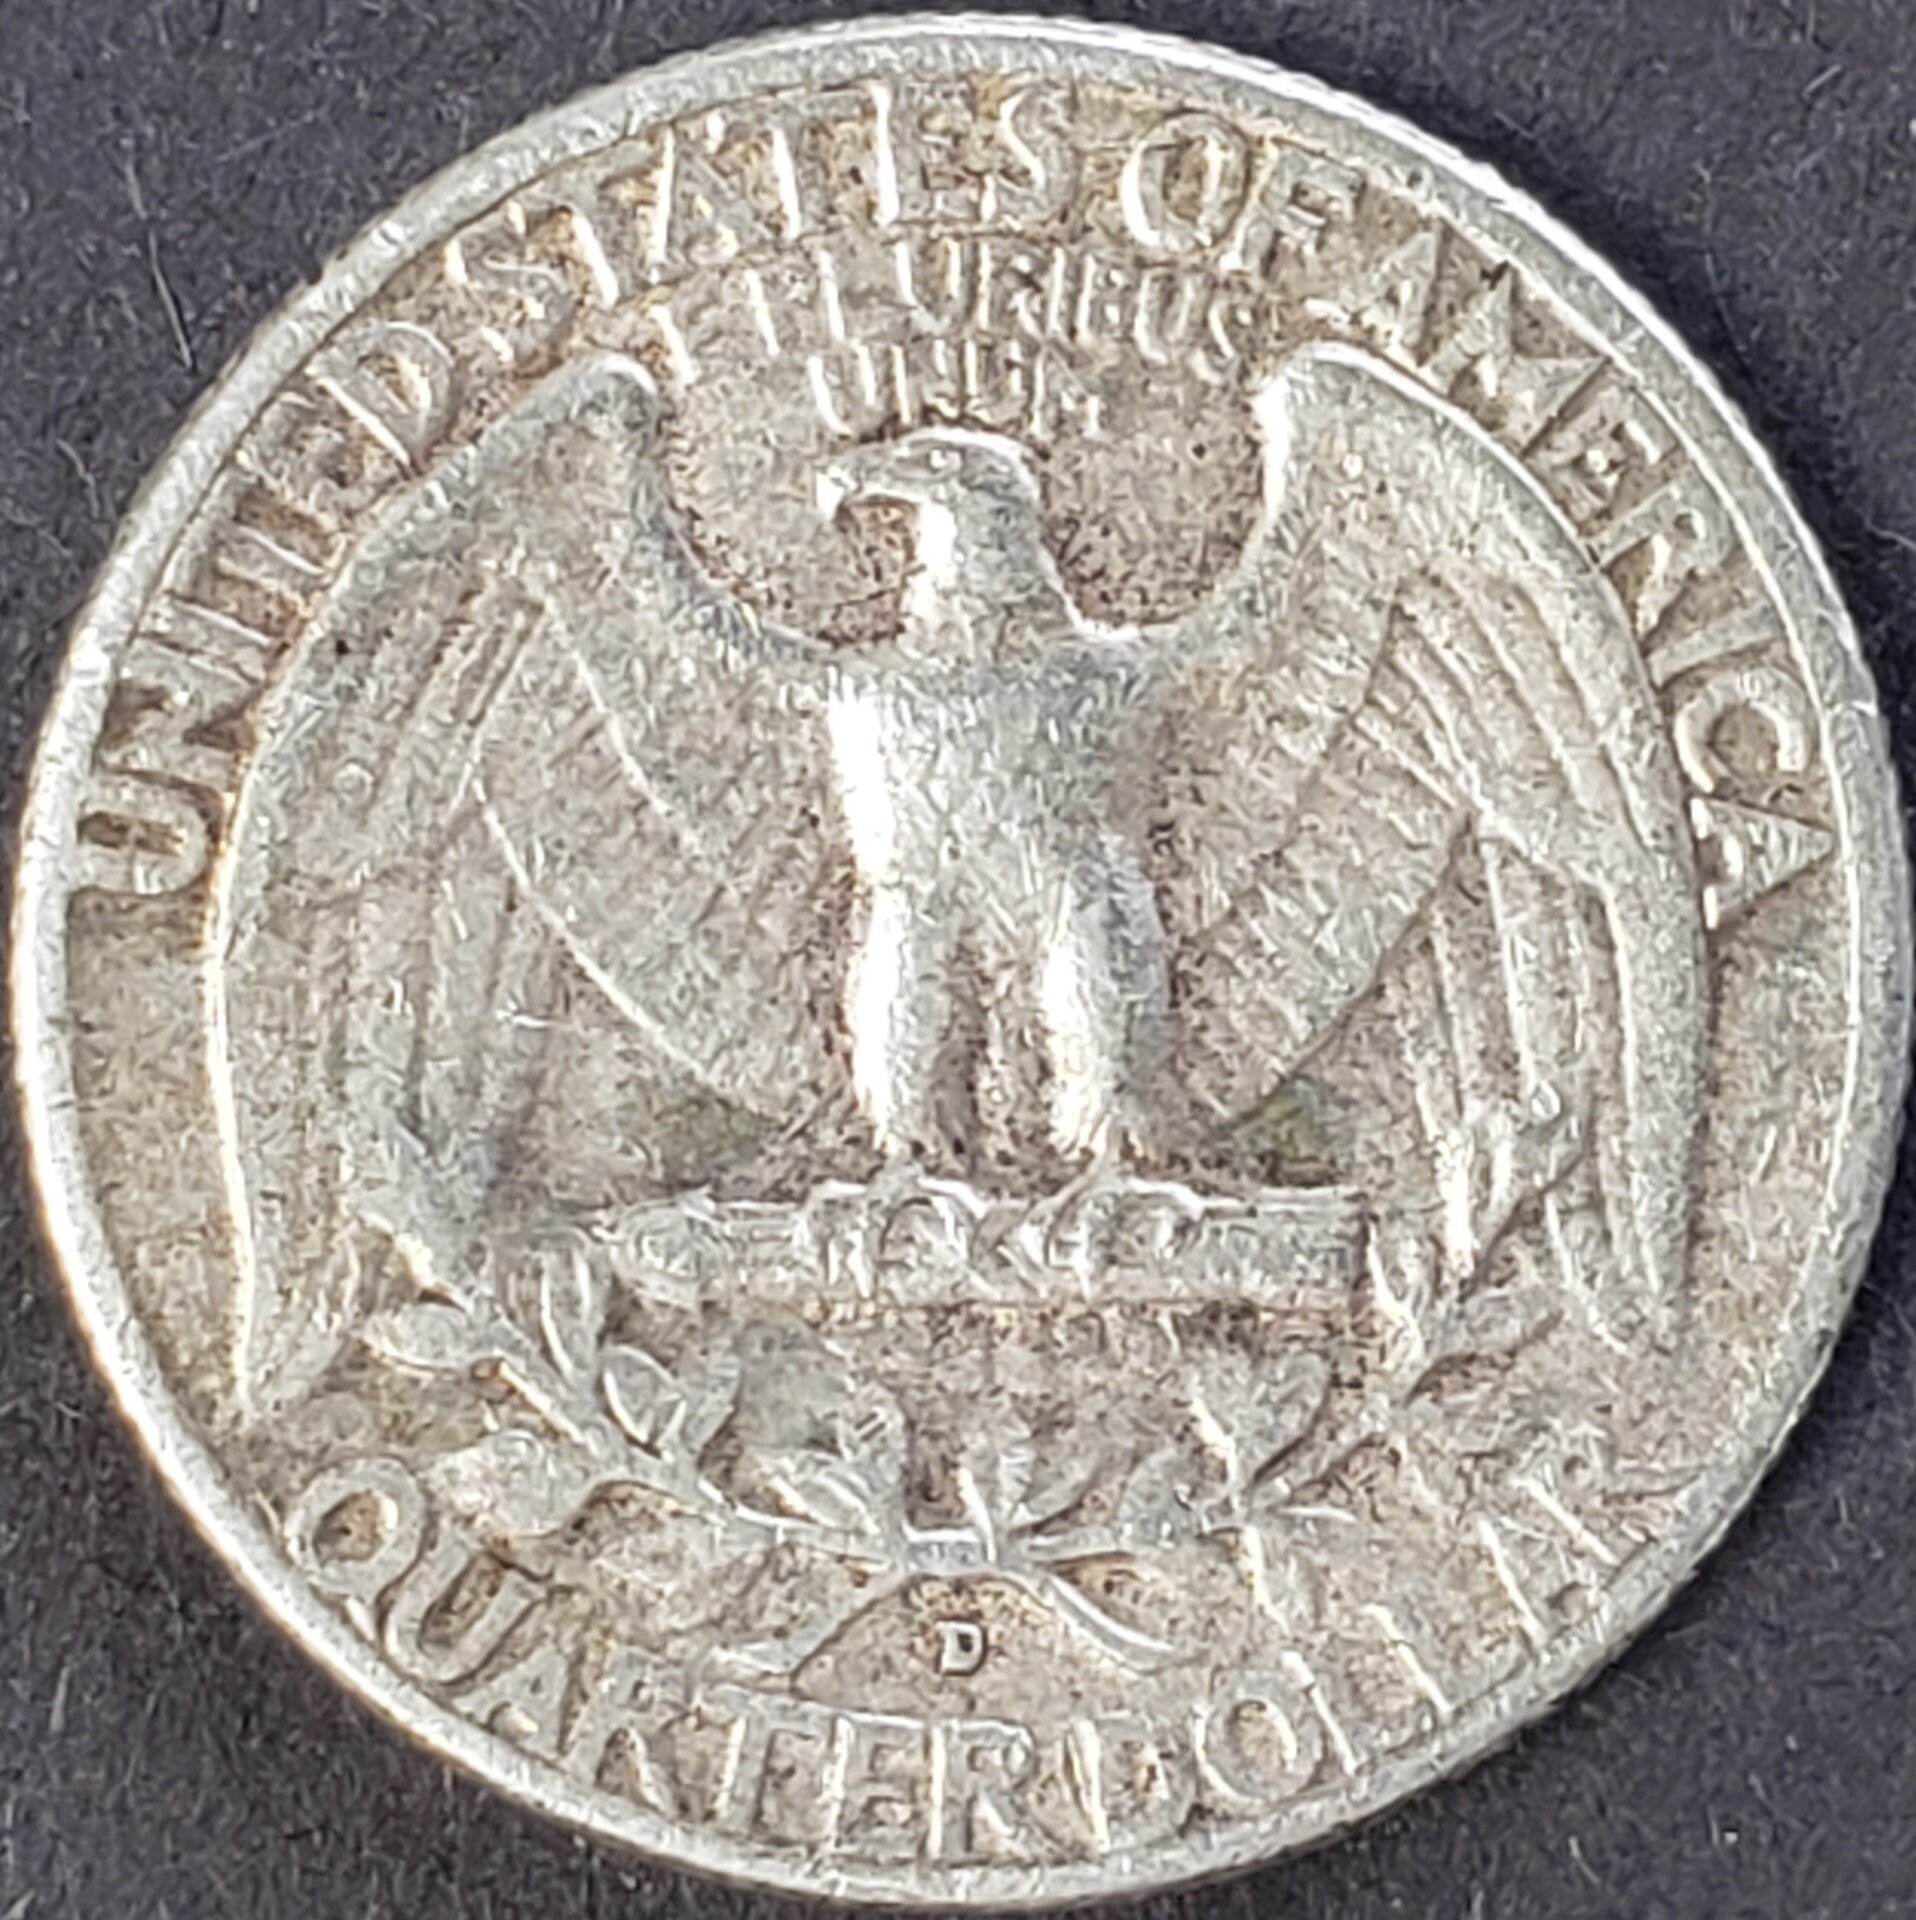 UNITED STATES OF AMERICA
E PLURIBUS
UNUM
D
QUARTER DOLLAR